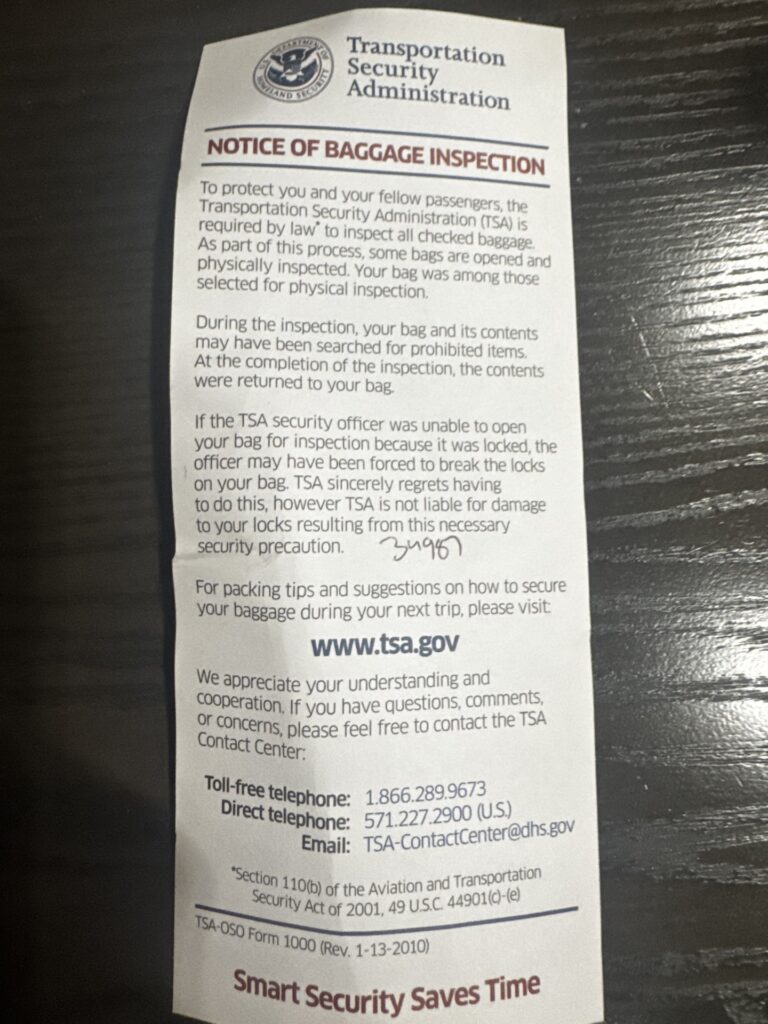 U.S. DEPARTMENT OF
HOMELAND SECURITY
Transportation
Security
Administration
NOTICE OF BAGGAGE INSPECTION
To protect you and your fellow passengers, the
Transportation Security Administration (TSA) is
required by law* to inspect all checked baggage.
As part of this process, some bags are opened and
physically inspected. Your bag was among those
selected for physical inspection.
During the inspection, your bag and its contents
may have been searched for prohibited items.
At the completion of the inspection, the contents
were returned to your bag.
If the TSA security officer was unable to open
your bag for inspection because it was locked, the
officer may have been forced to break the locks
on your bag. TSA sincerely regrets having
to do this, however TSA is not liable for damage
to your locks resulting from this necessary
security precaution.
For packing tips and suggestions on how to secure
your baggage during your next trip, please visit:
www.tsa.gov
We appreciate your understanding and
cooperation. If you have questions, comments,
or concerns, please feel free to contact the TSA
Contact Center:
Toll-free telephone: 1.866.289.9673
Direct telephone: 571.227.2900 (U.S.)
Email: TSA-ContactCenter@dhs.gov
*Section 110(b) of the Aviation and Transportation
Security Act of 2001, 49 U.S.C. 44901(c)-(e)
TSA-OSO Form 1000 (Rev. 1-13-2010)
Smart Security Saves Time